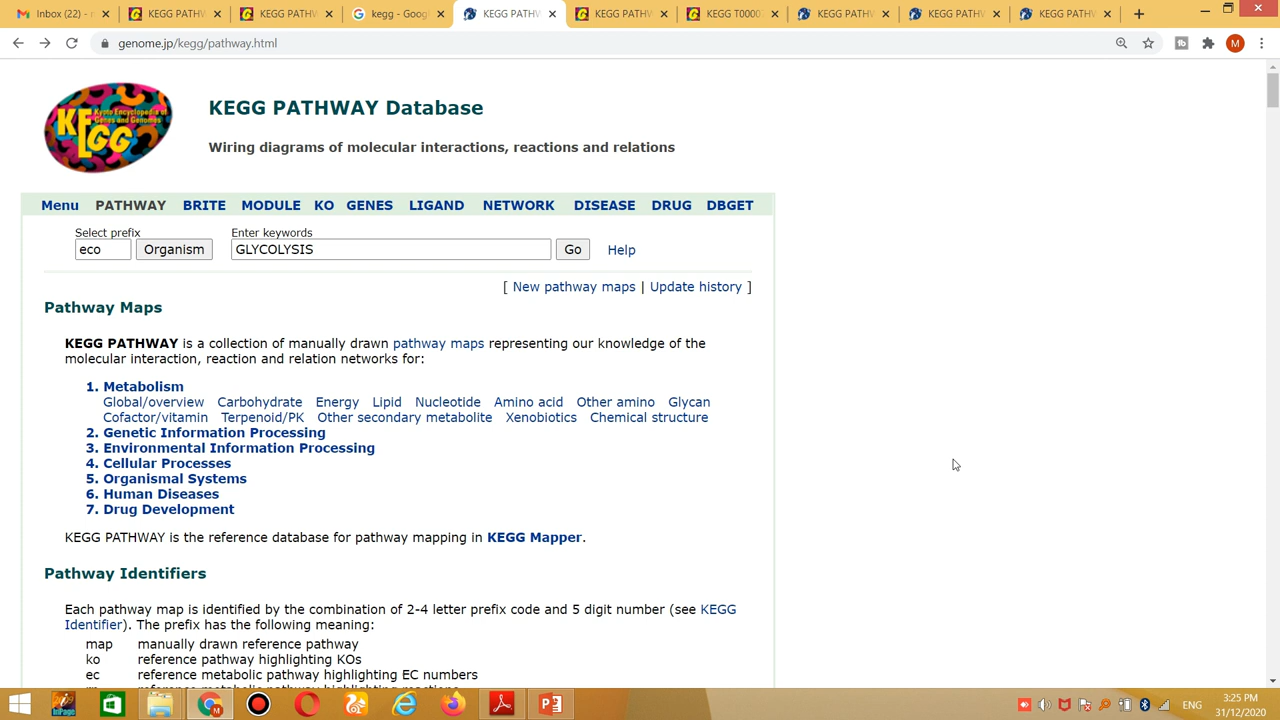 Inbox (22) - n
KEGG PATHW
KEGG PATHW
kegg - Goog
KEGG PATHW
KEGG PATHW
KEGG T0000
KEGG PATHW
KEGG PATHW
KEGG PATHW
genome.jp/kegg/pathway.html
M
KEGG
Kyoto Encyclopedia of
Genes and Genomes
KEGG PATHWAY Database
Wiring diagrams of molecular interactions, reactions and relations
Menu PATHWAY BRITE MODULE KO GENES LIGAND NETWORK DISEASE DRUG DBGET
Select prefix Enter keywords
eco Organism GLYCOLYSIS Go Help
[ New pathway maps | Update history ]
Pathway Maps
KEGG PATHWAY is a collection of manually drawn pathway maps representing our knowledge of the
molecular interaction, reaction and relation networks for:
1. Metabolism
Global/overview Carbohydrate Energy Lipid Nucleotide Amino acid Other amino Glycan
Cofactor/vitamin Terpenoid/PK Other secondary metabolite Xenobiotics Chemical structure
2. Genetic Information Processing
3. Environmental Information Processing
4. Cellular Processes
5. Organismal Systems
6. Human Diseases
7. Drug Development
KEGG PATHWAY is the reference database for pathway mapping in KEGG Mapper.
Pathway Identifiers
Each pathway map is identified by the combination of 2-4 letter prefix code and 5 digit number (see KEGG
Identifier). The prefix has the following meaning:
map manually drawn reference pathway
ko reference pathway highlighting KOs
ec reference metabolic pathway highlighting EC numbers
ENG
3:25 PM
31/12/2020